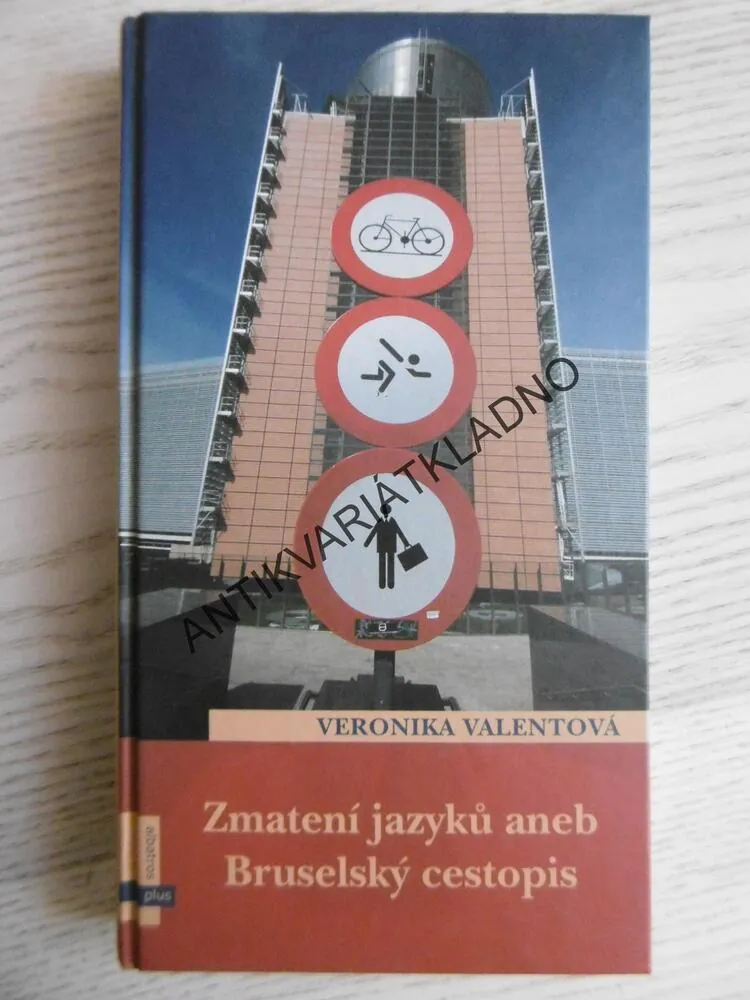 ANTIKVARIÁTKLADNO
VERONIKA VALENTOVÁ
Zmatení jazyků aneb
Bruselský cestopis
albatros
plus